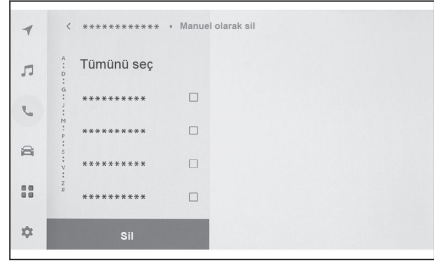 < ************ • Manuel olarak sil
Tümünü seç
A
•
D
•
G
•
J
•
M
•
P
•
S
•
V
•
Z
#
**********
**********
**********
**********
Sil